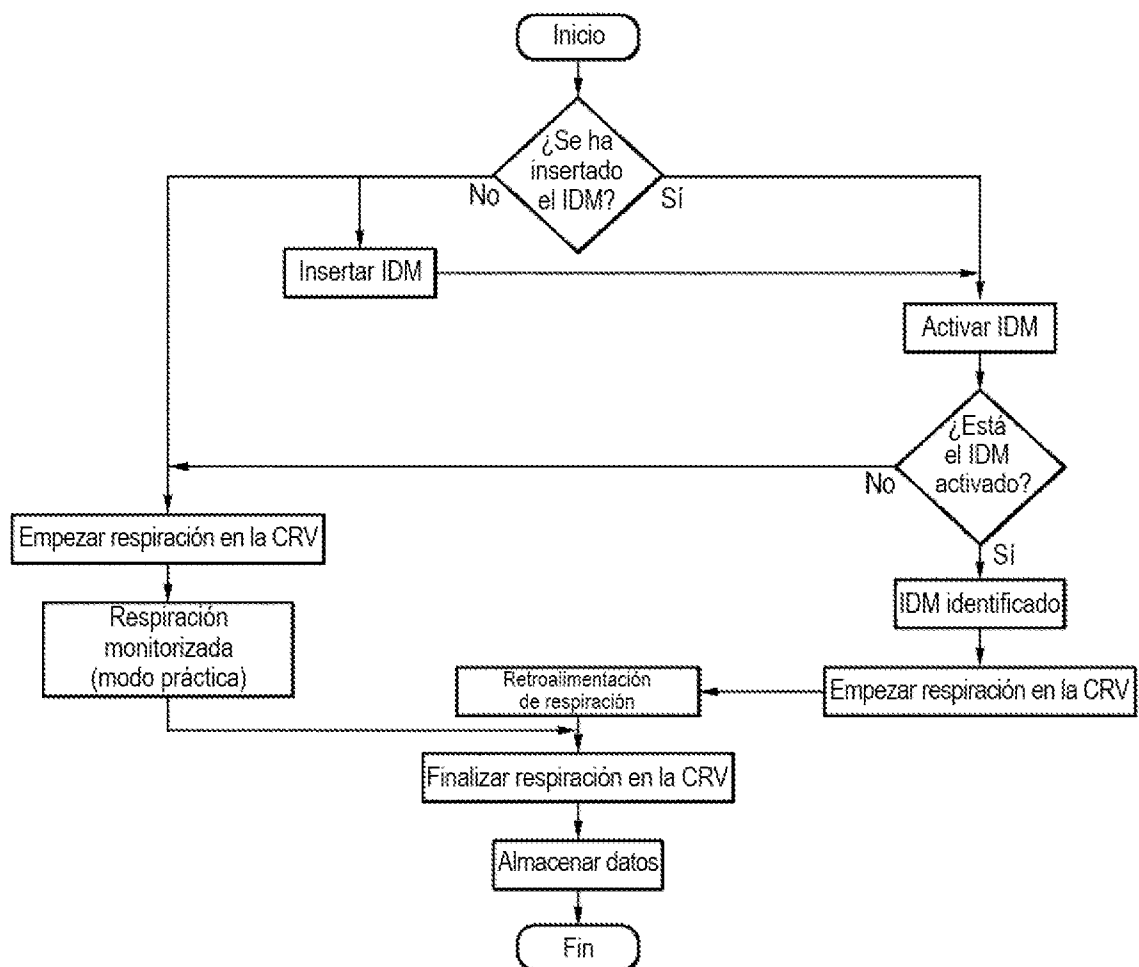 Inicio
¿Se ha
insertado
el IDM?
No
Sí
Insertar IDM
Activar IDM
¿Está
el IDM
activado?
No
Sí
Empezar respiración en la CRV
IDM identificado
Respiración
monitorizada
(modo práctica)
Retroalimentación
de respiración
Empezar respiración en la CRV
Finalizar respiración en la CRV
Almacenar datos
Fin